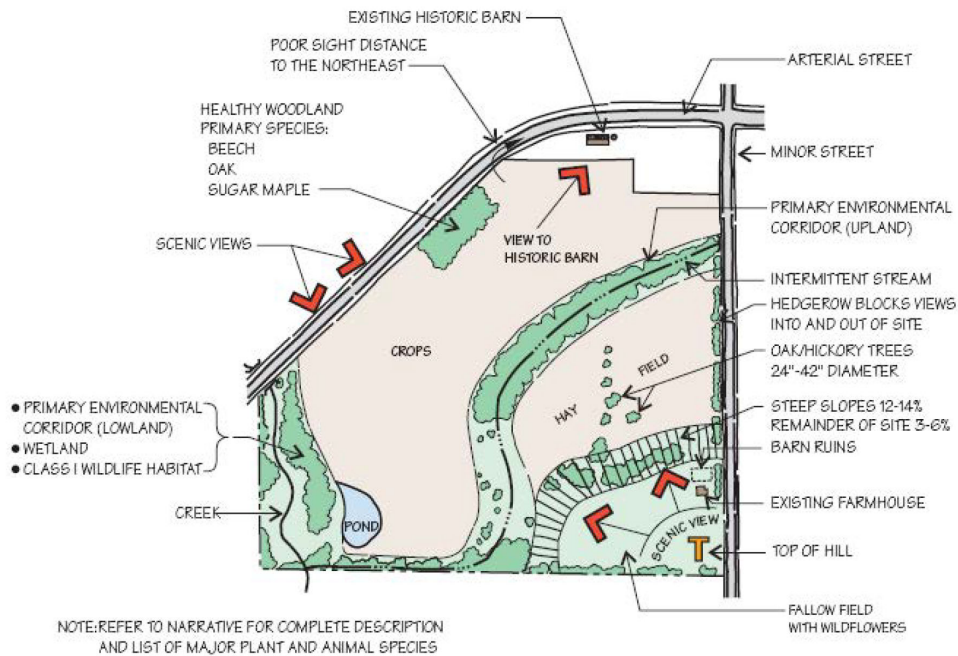 EXISTING HISTORIC BARN
POOR SIGHT DISTANCE
TO THE NORTHEAST
ARTERIAL STREET
HEALTHY WOODLAND
PRIMARY SPECIES:
BEECH
OAK
SUGAR MAPLE
MINOR STREET
PRIMARY ENVIRONMENTAL
CORRIDOR (UPLAND)
SCENIC VIEWS
VIEW TO
HISTORIC BARN
INTERMITTENT STREAM
HEDGEROW BLOCKS VIEWS
INTO AND OUT OF SITE
CROPS
OAK/HICKORY TREES
24"-42" DIAMETER
HAY FIELD
● PRIMARY ENVIRONMENTAL
CORRIDOR (LOWLAND)
● WETLAND
● CLASS I WILDLIFE HABITAT
STEEP SLOPES 12-14%
REMAINDER OF SITE 3-6%
BARN RUINS
CREEK
POND
EXISTING FARMHOUSE
SCENIC VIEW
T
TOP OF HILL
FALLOW FIELD
WITH WILDFLOWERS
NOTE:REFER TO NARRATIVE FOR COMPLETE DESCRIPTION
AND LIST OF MAJOR PLANT AND ANIMAL SPECIES